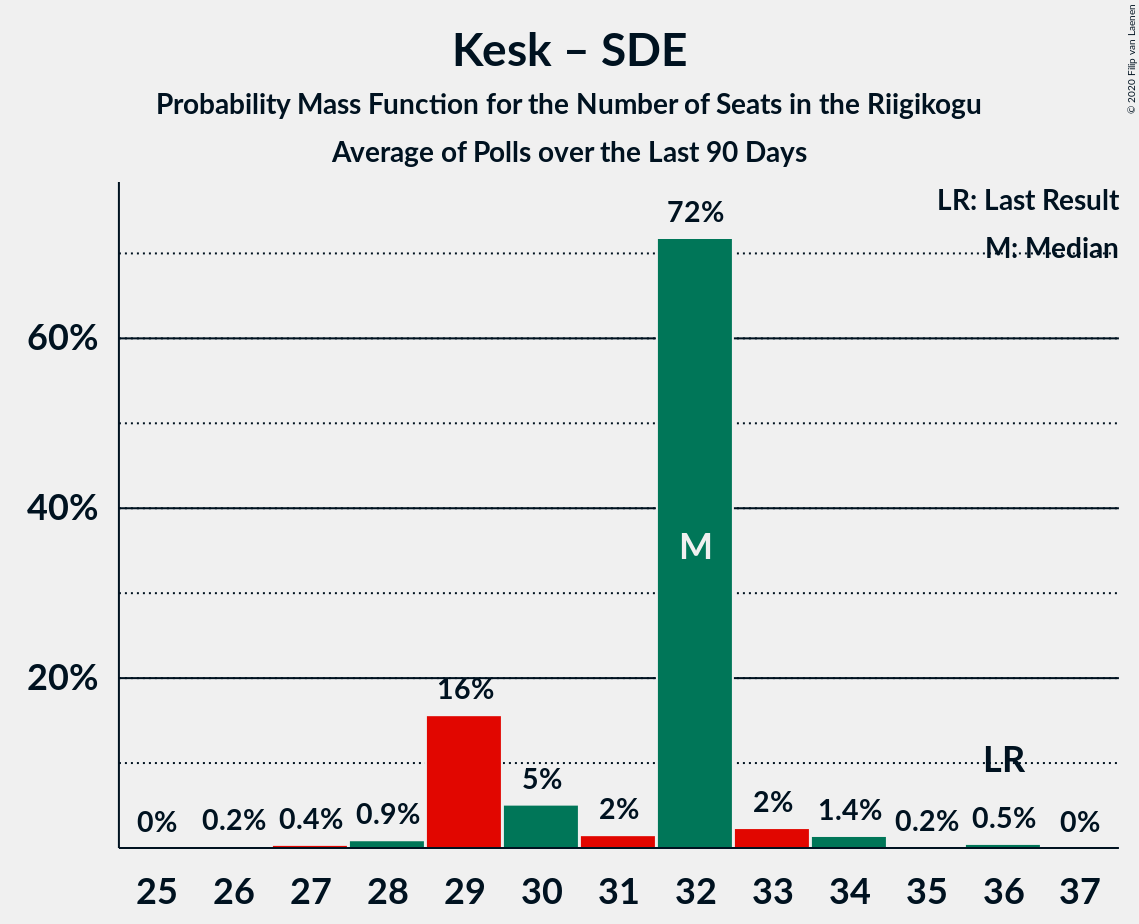 Kesk – SDE
Probability Mass Function for the Number of Seats in the Riigikogu
Average of Polls over the Last 90 Days
© 2020 Filip van Laenen
LR: Last Result
M: Median
72%
60%
40%
M
20%
16%
LR
5%
0% 0.2% 0.4% 0.9% 2% 2% 1.4% 0.2% 0.5% 0%
25 26 27 28 29 30 31 32 33 34 35 36 37